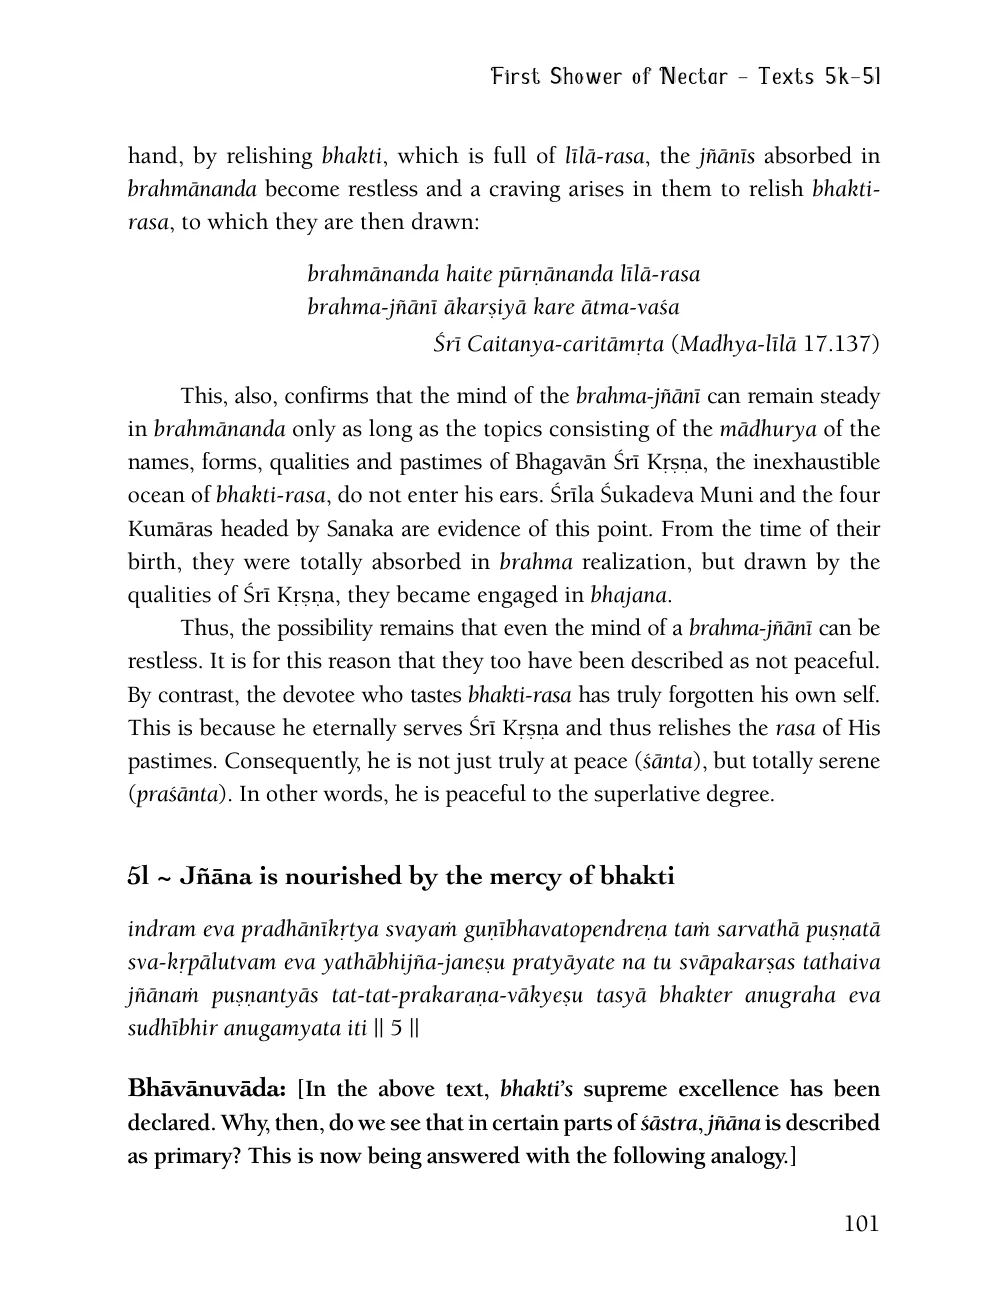 First Shower of Nectar – Texts 5k–5l
hand, by relishing bhakti, which is full of līlā-rasa, the jñānīs absorbed in
brahmānanda become restless and a craving arises in them to relish bhakti-
rasa, to which they are then drawn:
brahmānanda haite pūrṇānanda līlā-rasa
brahma-jñānī ākarṣiyā kare ātma-vaśa
Śrī Caitanya-caritāmṛta (Madhya-līlā 17.137)
This, also, confirms that the mind of the brahma-jñānī can remain steady
in brahmānanda only as long as the topics consisting of the mādhurya of the
names, forms, qualities and pastimes of Bhagavān Śrī Kṛṣṇa, the inexhaustible
ocean of bhakti-rasa, do not enter his ears. Śrīla Śukadeva Muni and the four
Kumāras headed by Sanaka are evidence of this point. From the time of their
birth, they were totally absorbed in brahma realization, but drawn by the
qualities of Śrī Kṛṣṇa, they became engaged in bhajana.
Thus, the possibility remains that even the mind of a brahma-jñānī can be
restless. It is for this reason that they too have been described as not peaceful.
By contrast, the devotee who tastes bhakti-rasa has truly forgotten his own self.
This is because he eternally serves Śrī Kṛṣṇa and thus relishes the rasa of His
pastimes. Consequently, he is not just truly at peace (śānta), but totally serene
(praśānta). In other words, he is peaceful to the superlative degree.
5l ~ Jñāna is nourished by the mercy of bhakti
indram eva pradhānīkṛtya svayaṁ guṇībhavatopendreṇa taṁ sarvathā puṣṇatā
sva-kṛpālutvam eva yathābhijña-janeṣu pratyāyate na tu svāpakarṣas tathaiva
jñānaṁ puṣṇantyās tat-tat-prakaraṇa-vākyeṣu tasyā bhakter anugraha eva
sudhībhir anugamyata iti || 5 ||
Bhāvānuvāda: [In the above text, bhakti’s supreme excellence has been
declared. Why, then, do we see that in certain parts of śāstra, jñāna is described
as primary? This is now being answered with the following analogy.]
101